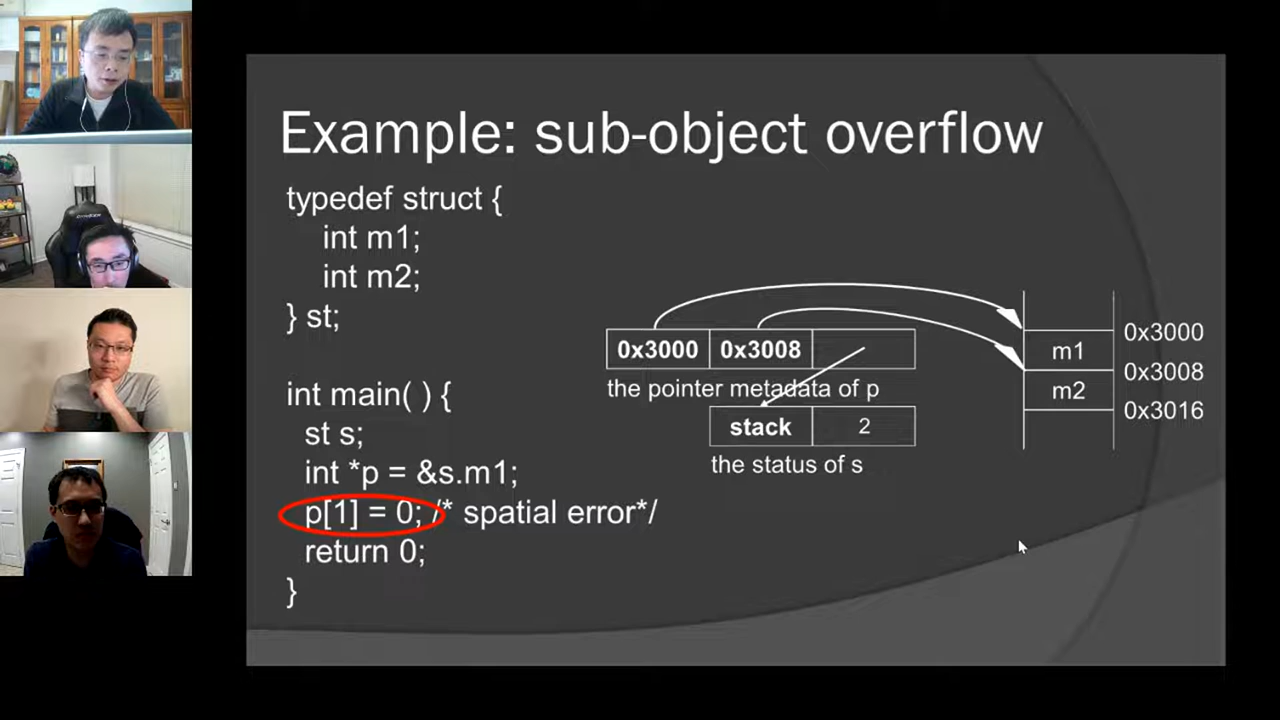 Example: sub-object overflow
typedef struct {
int m1;
int m2;
} st;
int main( ) {
st s;
int *p = &s.m1;
p[1] = 0; /* spatial error*/
return 0;
}
0x3000 0x3008
the pointer metadata of p
stack 2
the status of s
m1
m2
0x3000
0x3008
0x3016